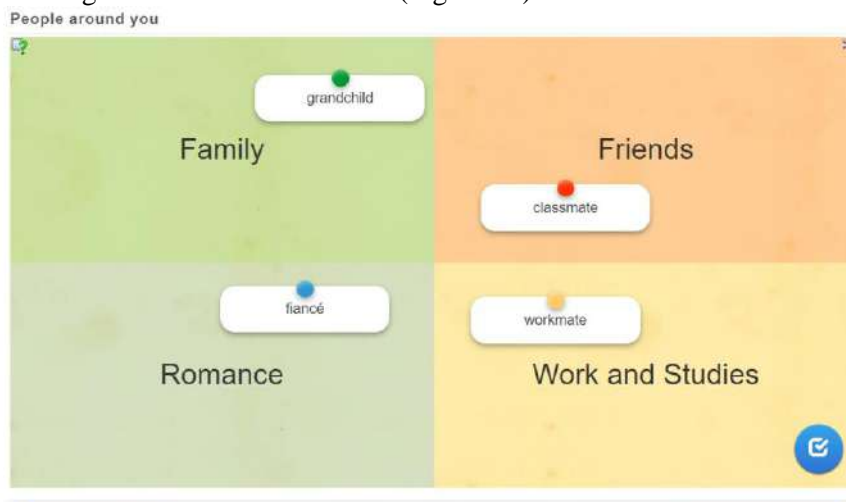 People around you
grandchild
Family
Friends
classmate
fiancé
workmate
Romance
Work and Studies